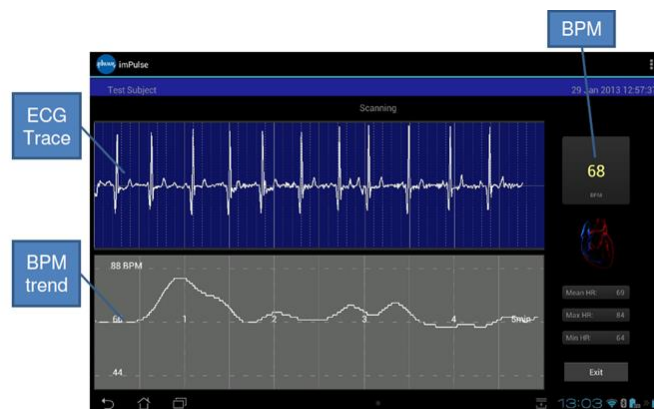 BPM
imPulse
Test Subject
29 Jan 2013 12:57:37
Scanning
ECG
Trace
68
BPM
BPM
trend
88 BPM
66 1 2 3 4 5min
44
Mean HR: 69
Max HR: 84
Min HR: 64
Exit
13:03